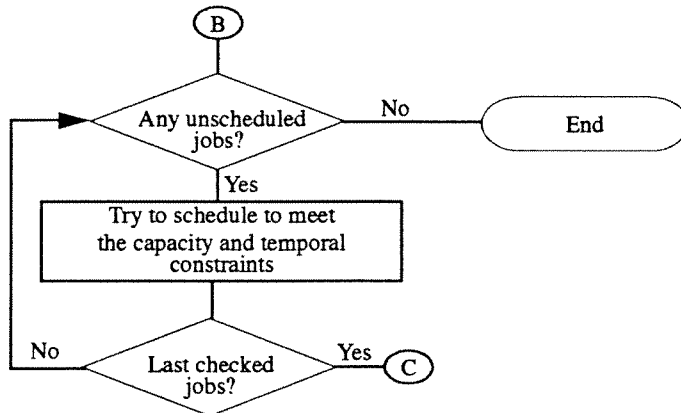 B
Any unscheduled
jobs?
No
End
Yes
Try to schedule to meet
the capacity and temporal
constraints
No
Last checked
jobs?
Yes
C